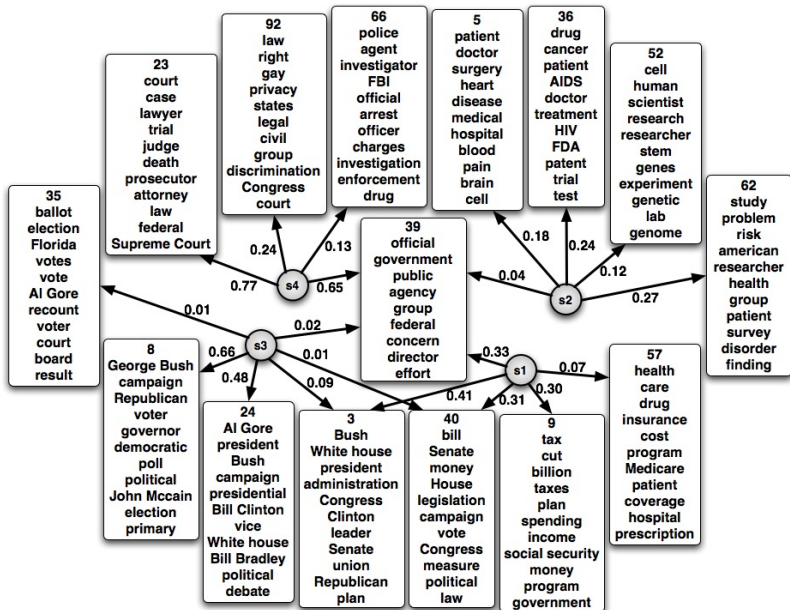 92
law
right
gay
privacy
states
legal
civil
group
discrimination
Congress
court
66
police
agent
investigator
FBI
official
arrest
officer
charges
investigation
enforcement
drug
5
patient
doctor
surgery
heart
disease
medical
hospital
blood
pain
brain
cell
36
drug
cancer
patient
AIDS
doctor
treatment
HIV
FDA
patent
trial
test
23
court
case
lawyer
trial
judge
death
prosecutor
attorney
law
federal
Supreme Court
52
cell
human
scientist
research
researcher
stem
genes
experiment
genetic
lab
genome
35
ballot
election
Florida
votes
vote
Al Gore
recount
voter
court
board
result
39
official
government
public
agency
group
federal
concern
director
effort
62
study
problem
risk
american
researcher
health
group
patient
survey
disorder
finding
0.24
0.13
0.77
s4
0.65
0.18
0.24
0.04
0.12
s2
0.27
0.01
s3
0.02
0.66
0.01
0.48
0.09
0.33
s1
0.07
0.41
0.31
0.30
8
George Bush
campaign
Republican
voter
governor
democratic
poll
political
John Mccain
election
primary
24
Al Gore
president
Bush
campaign
presidential
Bill Clinton
vice
White house
Bill Bradley
political
debate
3
Bush
White house
president
administration
Congress
Clinton
leader
Senate
union
Republican
plan
40
bill
Senate
money
House
legislation
campaign
vote
Congress
measure
political
law
9
tax
cut
billion
taxes
plan
spending
income
social security
money
program
government
57
health
care
drug
insurance
cost
program
Medicare
patient
coverage
hospital
prescription